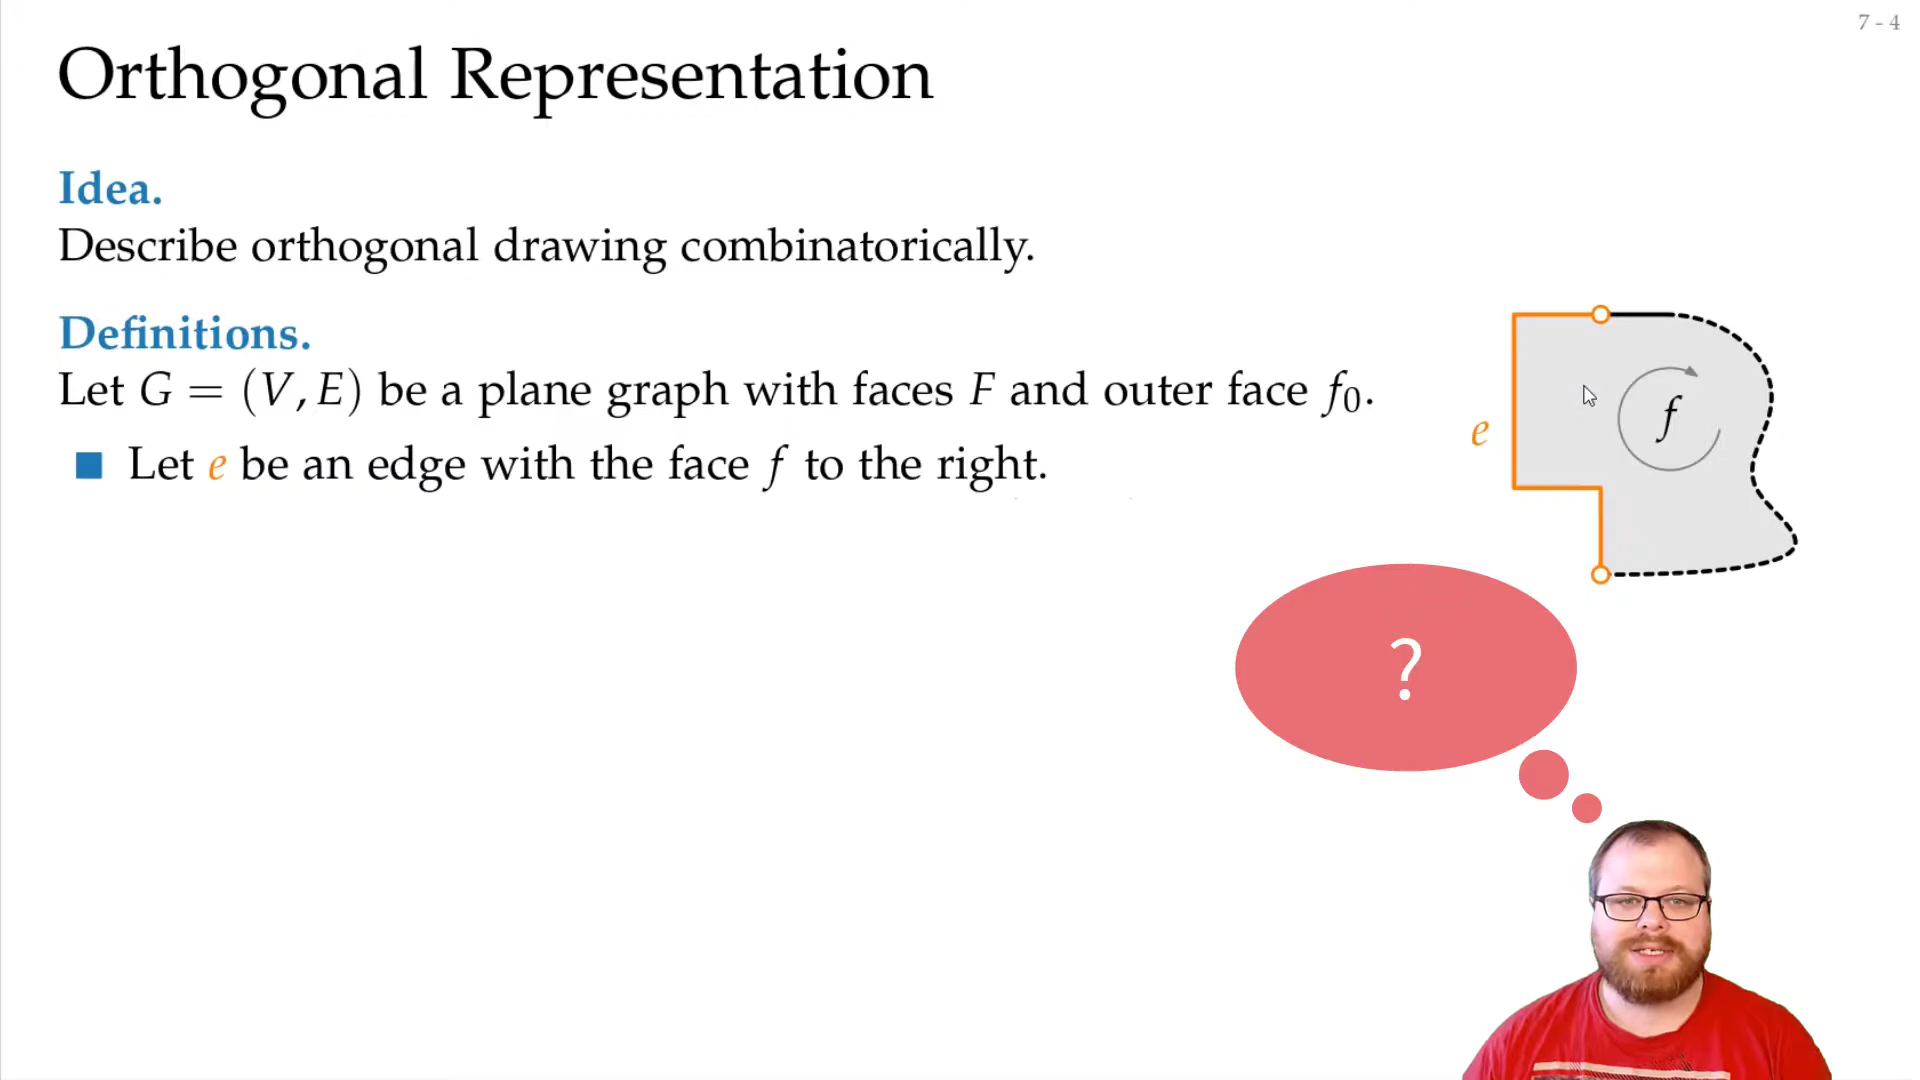 7 - 4
Orthogonal Representation
Idea.
Describe orthogonal drawing combinatorically.
Definitions.
Let G = (V, E) be a plane graph with faces F and outer face f₀.
■ Let e be an edge with the face f to the right.
e
f
?